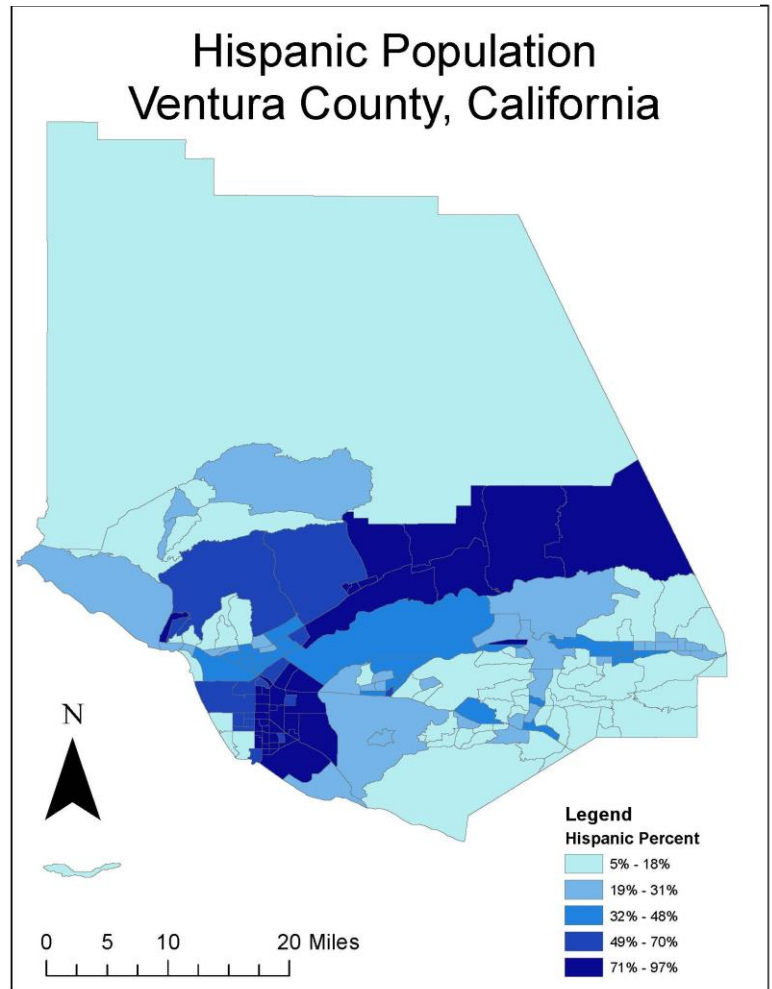 Hispanic Population
Ventura County, California
N
0 5 10 20 Miles
Legend
Hispanic Percent
5% - 18%
19% - 31%
32% - 48%
49% - 70%
71% - 97%